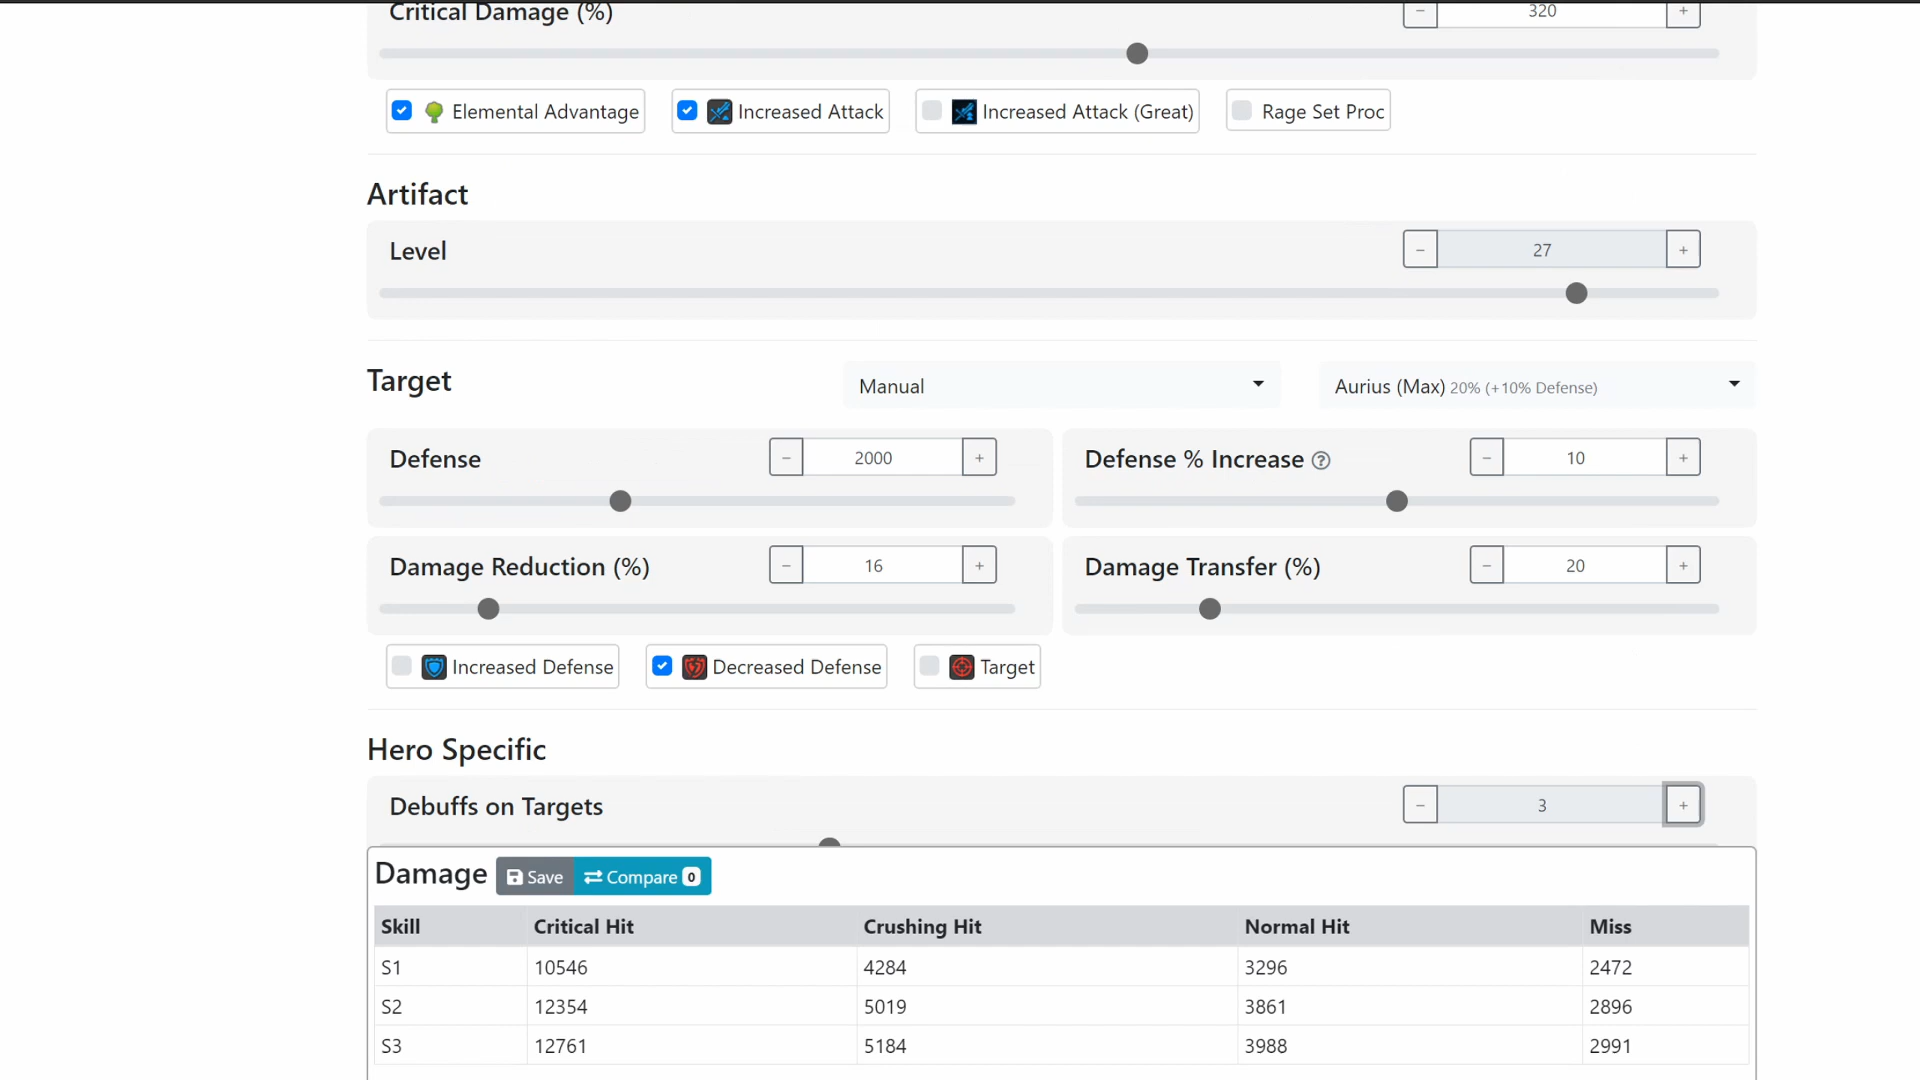 Critical Damage (%)
− 320 +
Elemental Advantage Increased Attack Increased Attack (Great) Rage Set Proc
Artifact
Level − 27 +
Target Manual Aurius (Max) 20% (+10% Defense)
Defense − 2000 + Defense % Increase ? − 10 +
Damage Reduction (%) − 16 + Damage Transfer (%) − 20 +
Increased Defense Decreased Defense Target
Hero Specific
Debuffs on Targets − 3 +
Damage Save Compare 0
Skill Critical Hit Crushing Hit Normal Hit Miss
S1 10546 4284 3296 2472
S2 12354 5019 3861 2896
S3 12761 5184 3988 2991